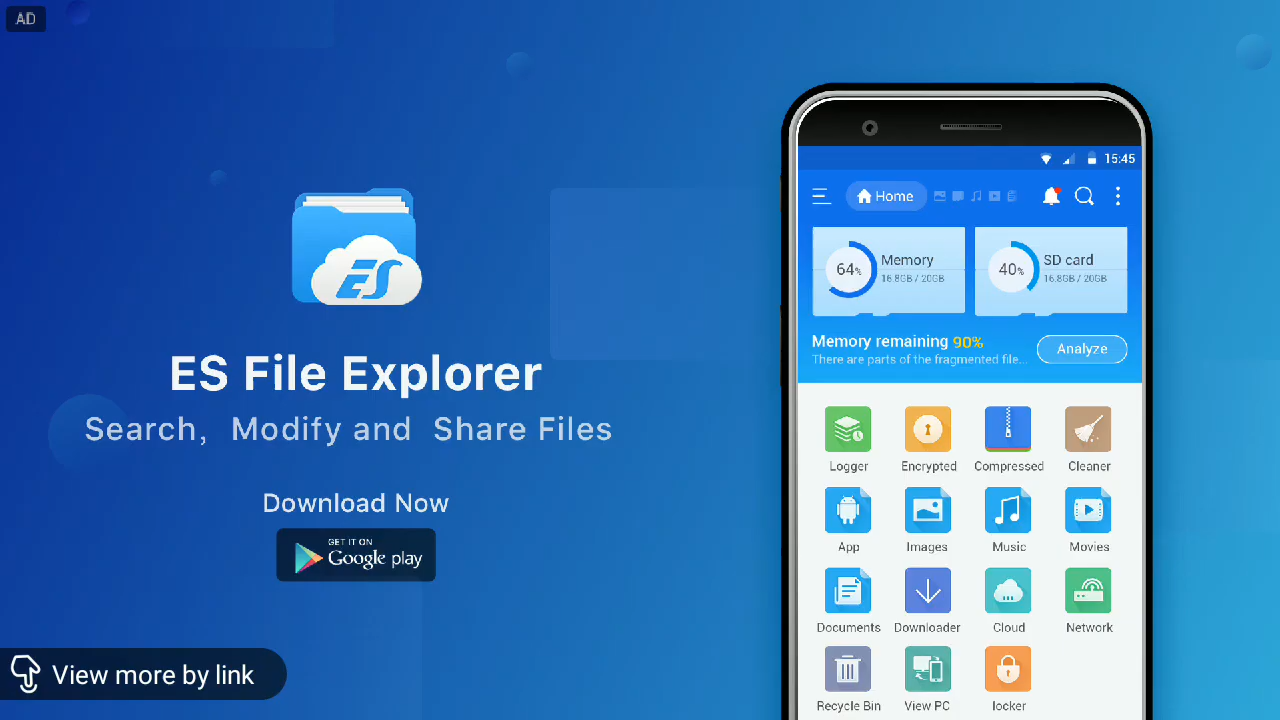 AD
ES
ES File Explorer
Search, Modify and Share Files
Download Now
GET IT ON
Google play
View more by link
15:45
Home
64%
Memory
16.8GB / 20GB
40%
SD card
16.8GB / 20GB
Memory remaining 90%
There are parts of the fragmented file...
Analyze
Logger
Encrypted
Compressed
Cleaner
App
Images
Music
Movies
Documents
Downloader
Cloud
Network
Recycle Bin
View PC
locker